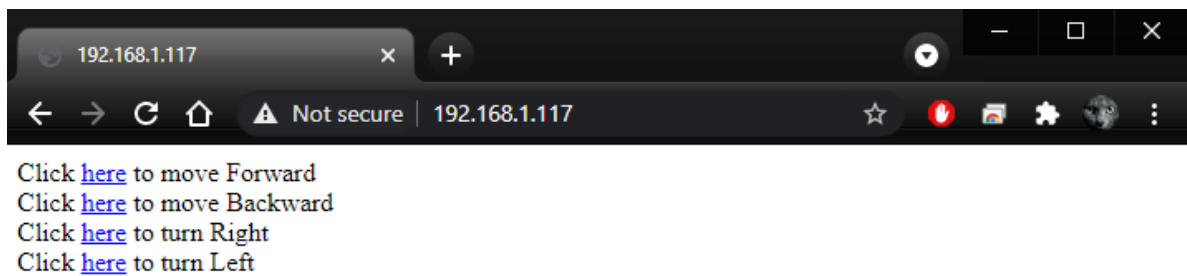 192.168.1.117
Not secure
192.168.1.117
Click here to move Forward
Click here to move Backward
Click here to turn Right
Click here to turn Left